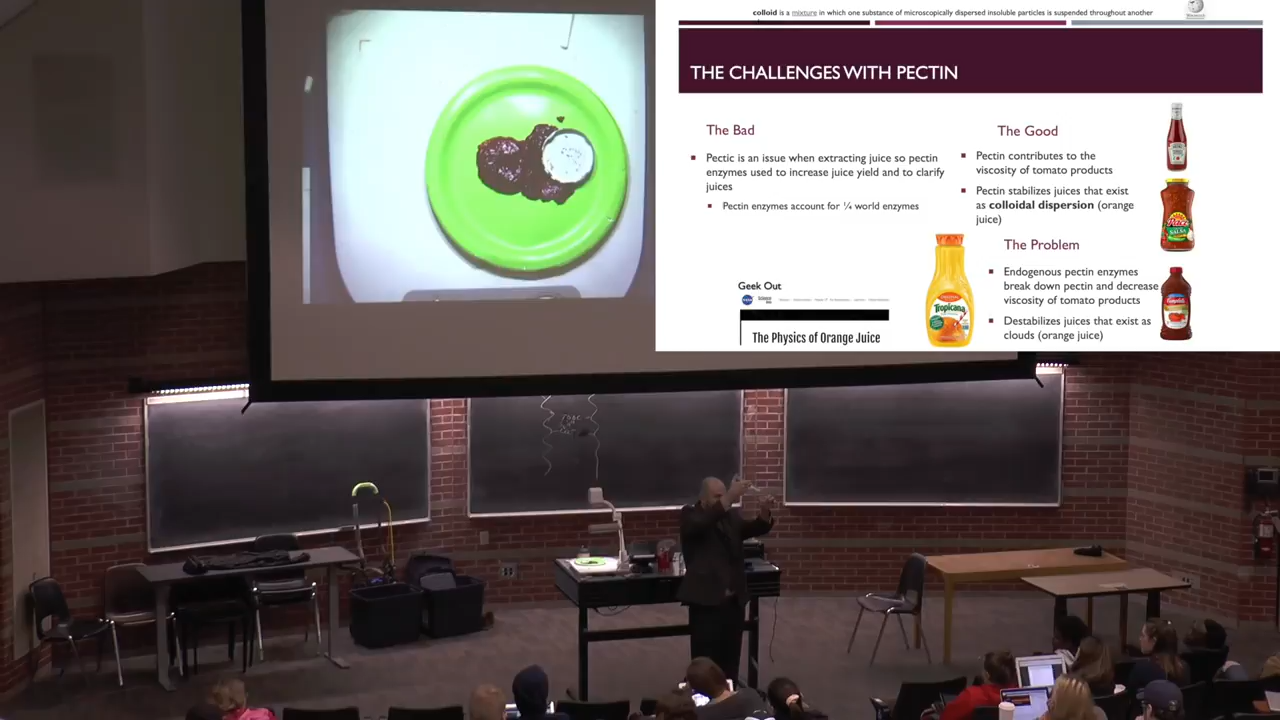 colloid is a mixture in which one substance of microscopically dispersed insoluble particles is suspended throughout another
THE CHALLENGES WITH PECTIN
The Bad
Pectic is an issue when extracting juice so pectin
enzymes used to increase juice yield and to clarify
juices
Pectin enzymes account for ¼ world enzymes
The Good
Pectin contributes to the
viscosity of tomato products
Pectin stabilizes juices that exist
as colloidal dispersion (orange
juice)
The Problem
Endogenous pectin enzymes
break down pectin and decrease
viscosity of tomato products
Destabilizes juices that exist as
clouds (orange juice)
Geek Out
Science
The Physics of Orange Juice
Tropicana
Pace
SALSA
Campbell's